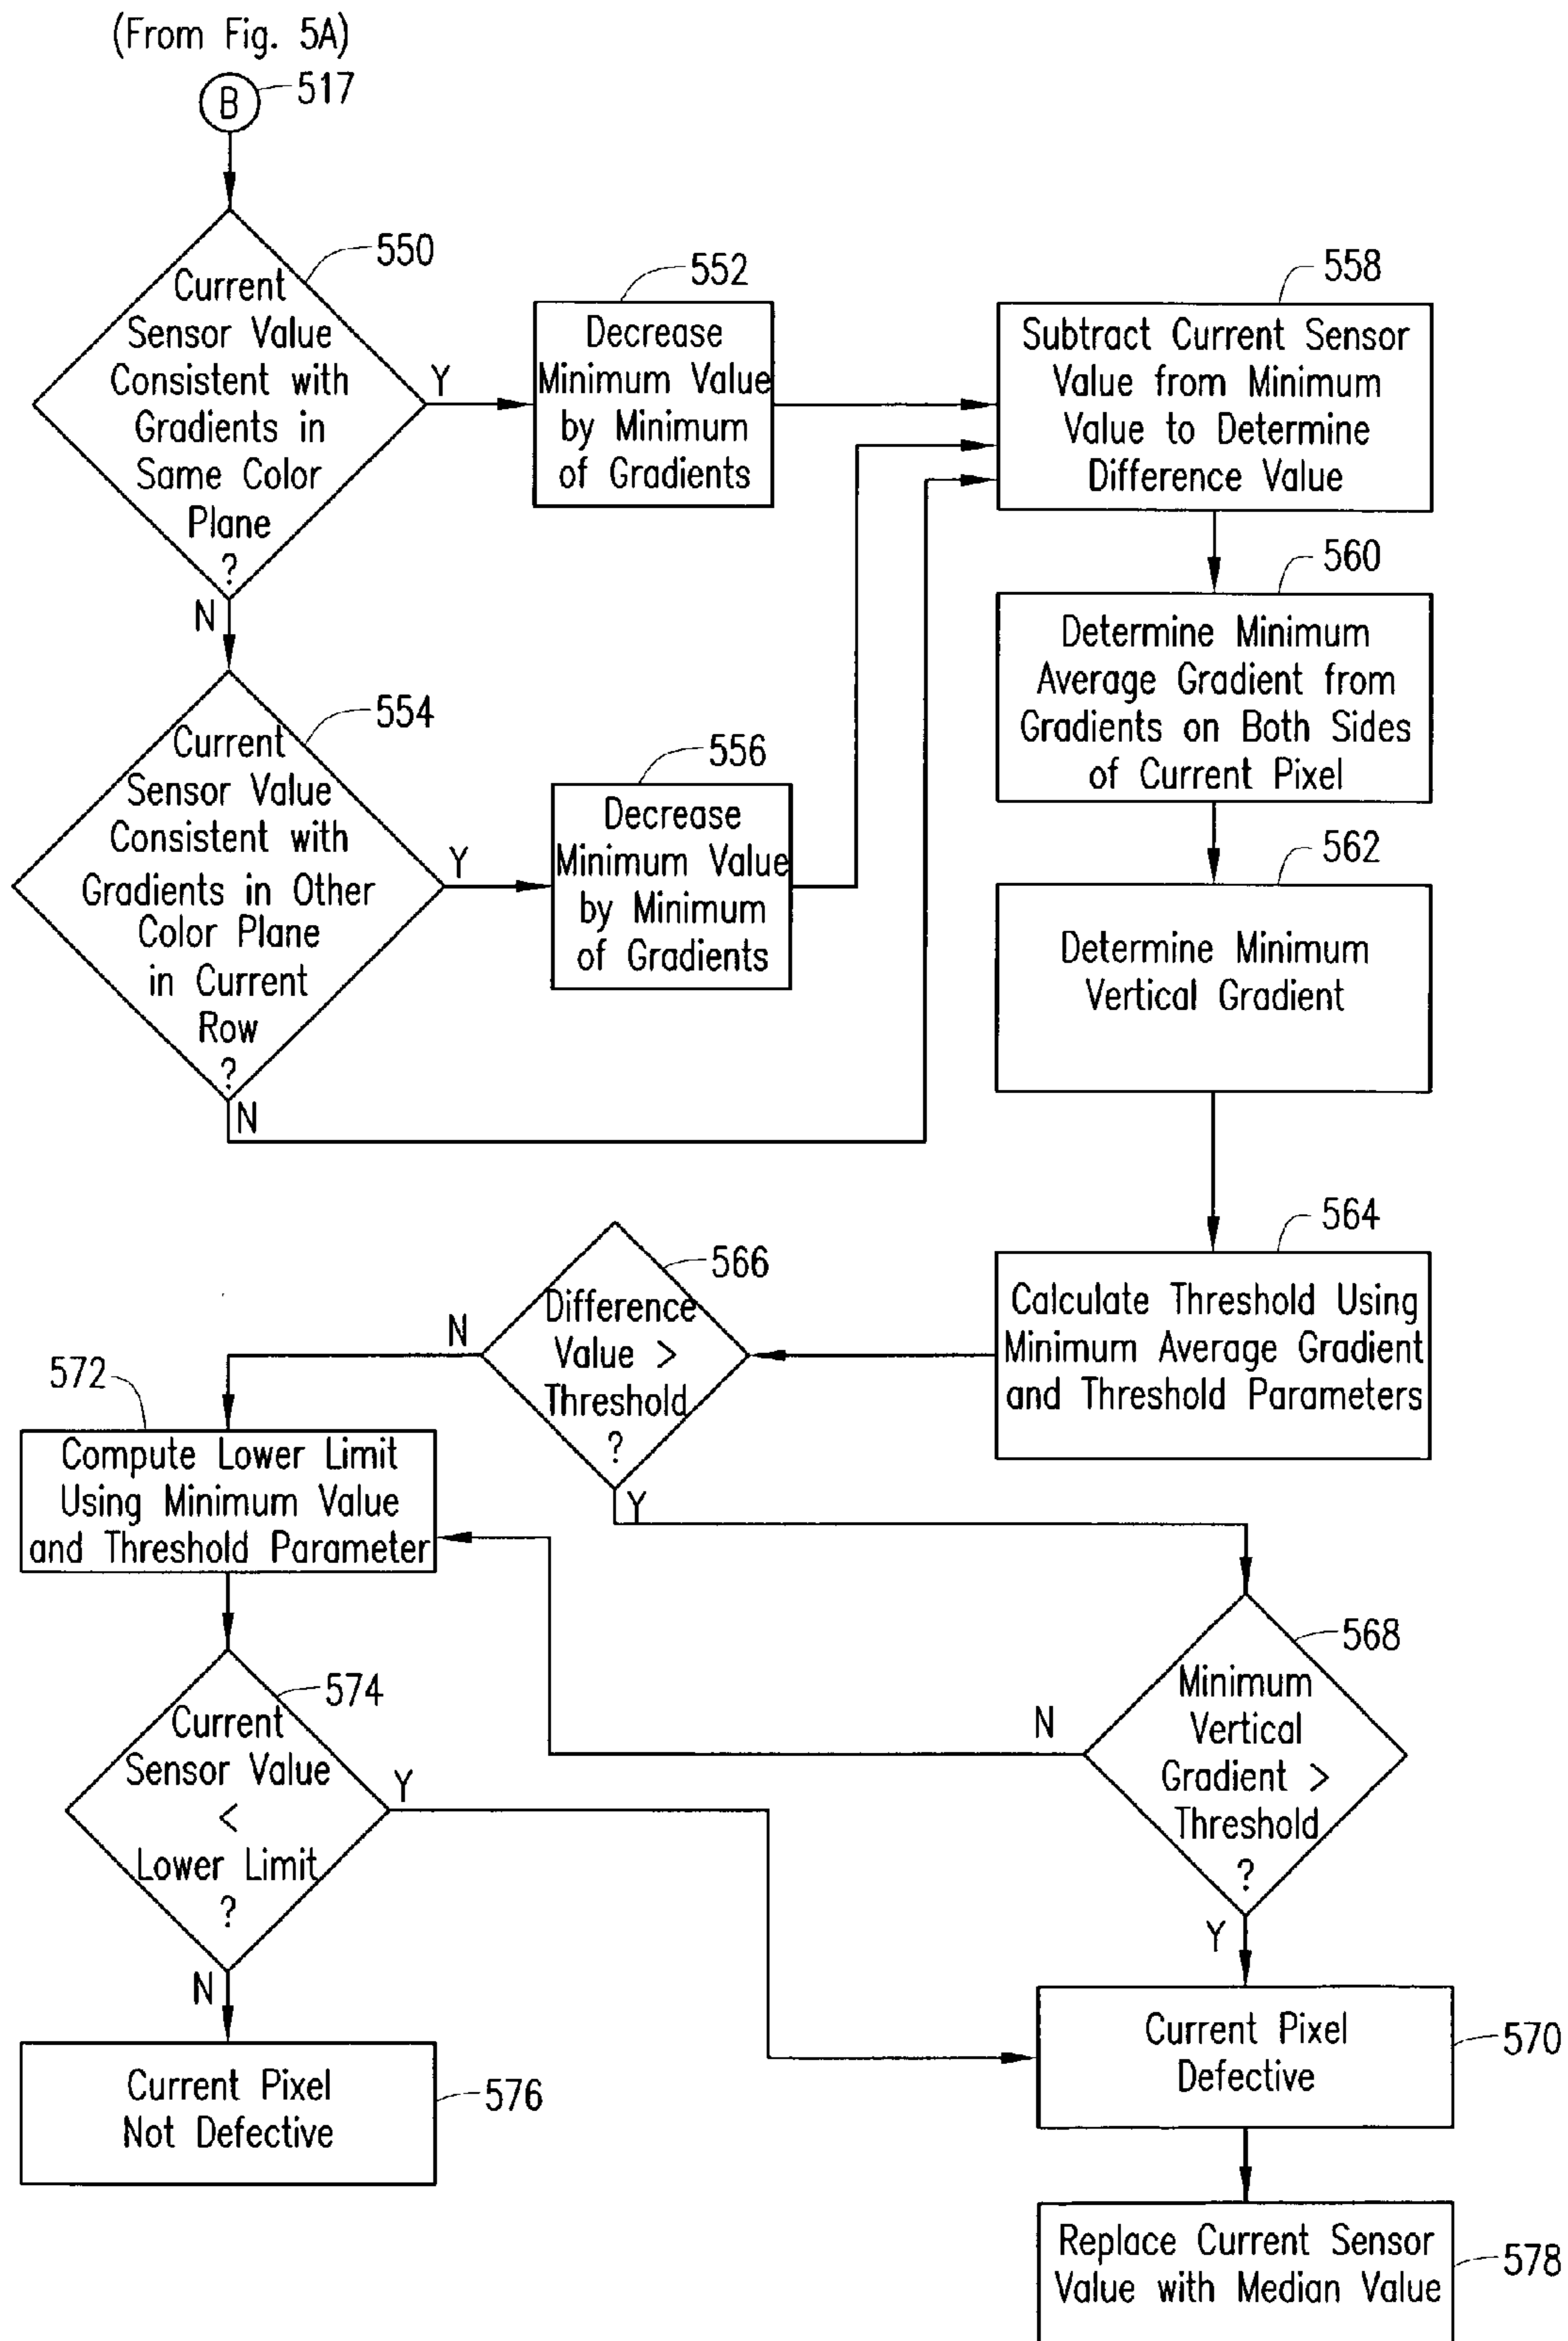 (From Fig. 5A)
B
517
550
Current
Sensor Value
Consistent with
Gradients in
Same Color
Plane
?
Y
N
552
Decrease
Minimum Value
by Minimum
of Gradients
554
Current
Sensor Value
Consistent with
Gradients in Other
Color Plane
in Current
Row
?
Y
N
556
Decrease
Minimum Value
by Minimum
of Gradients
558
Subtract Current Sensor
Value from Minimum
Value to Determine
Difference Value
560
Determine Minimum
Average Gradient from
Gradients on Both Sides
of Current Pixel
562
Determine Minimum
Vertical Gradient
564
Calculate Threshold Using
Minimum Average Gradient
and Threshold Parameters
566
Difference
Value >
Threshold
?
N
Y
572
Compute Lower Limit
Using Minimum Value
and Threshold Parameter
568
Minimum
Vertical
Gradient >
Threshold
?
N
Y
574
Current
Sensor Value
<
Lower Limit
?
Y
N
576
Current Pixel
Not Defective
570
Current Pixel
Defective
578
Replace Current Sensor
Value with Median Value